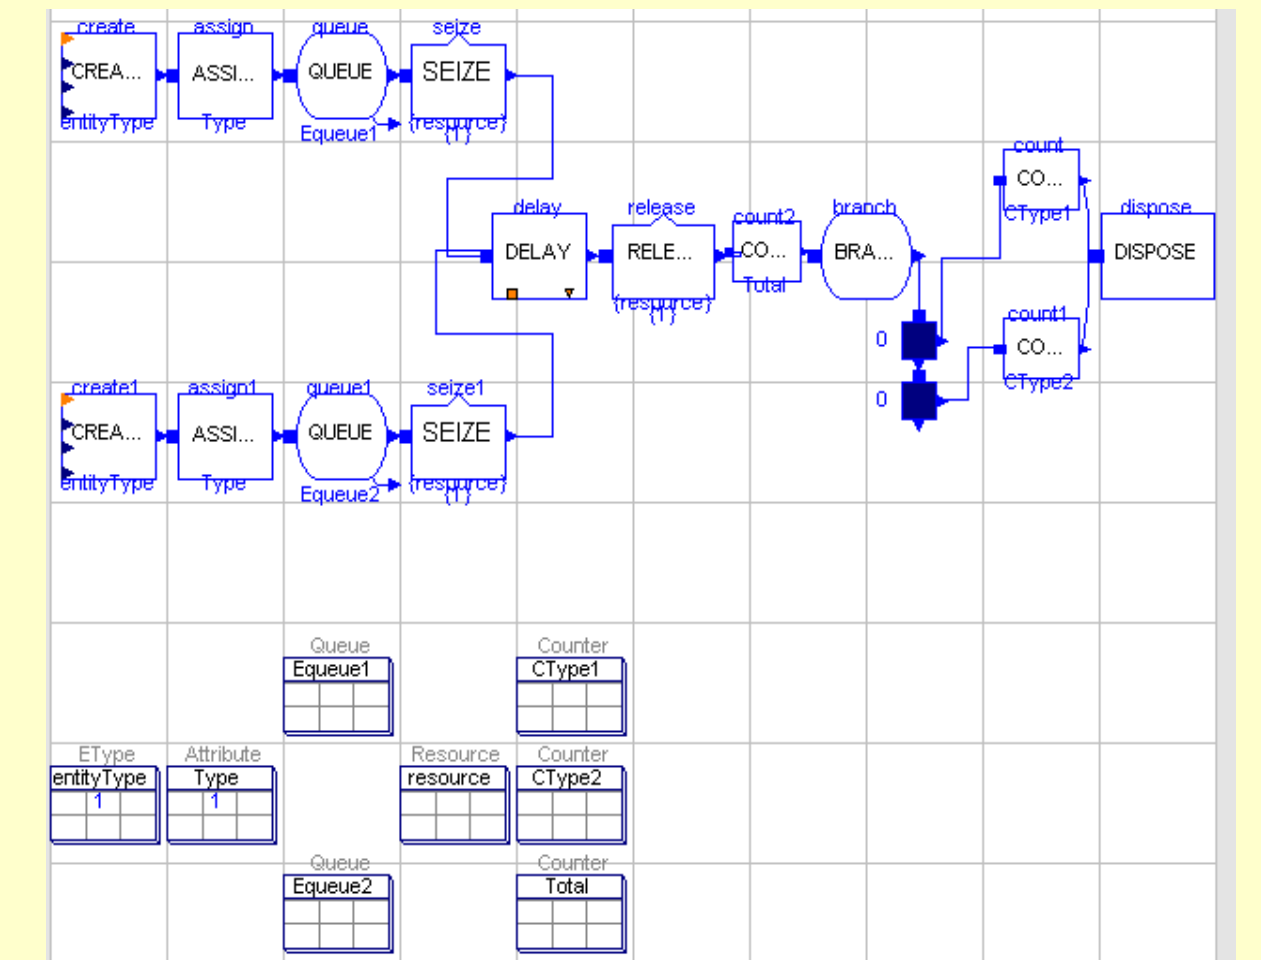 create assign queue seize
CREA... ASSI... QUEUE SEIZE
entityType Type Equeue1 {resource}
{1}
count
CO...
CType1
delay release count2 branch dispose
DELAY RELE... CO... BRA... DISPOSE
Total
{resource}
{1}
count1
0 CO...
CType2
0
create1 assign1 queue1 seize1
CREA... ASSI... QUEUE SEIZE
entityType Type Equeue2 {resource}
{1}
Queue Counter
Equeue1 CType1
EType Attribute Resource Counter
entityType Type resource CType2
1 1
Queue Counter
Equeue2 Total